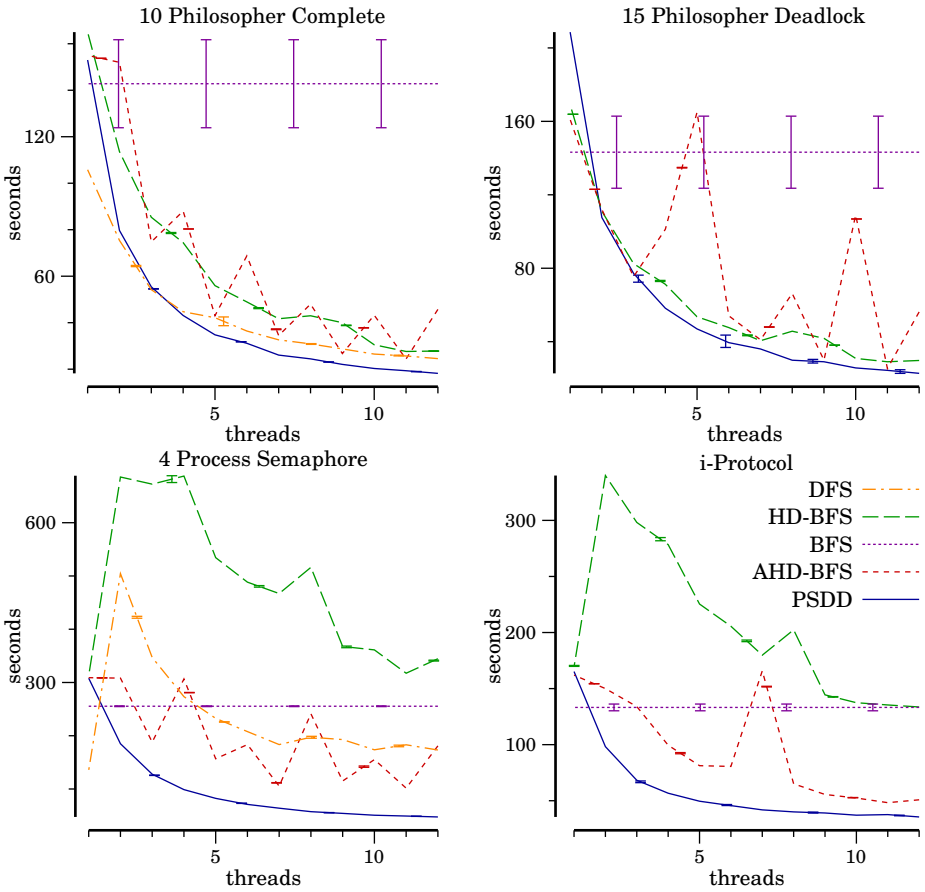 10 Philosopher Complete
120
60
seconds
5
10
threads
15 Philosopher Deadlock
160
80
seconds
5
10
threads
4 Process Semaphore
600
300
seconds
5
10
threads
i-Protocol
300
200
100
seconds
5
10
threads
DFS
HD-BFS
BFS
AHD-BFS
PSDD